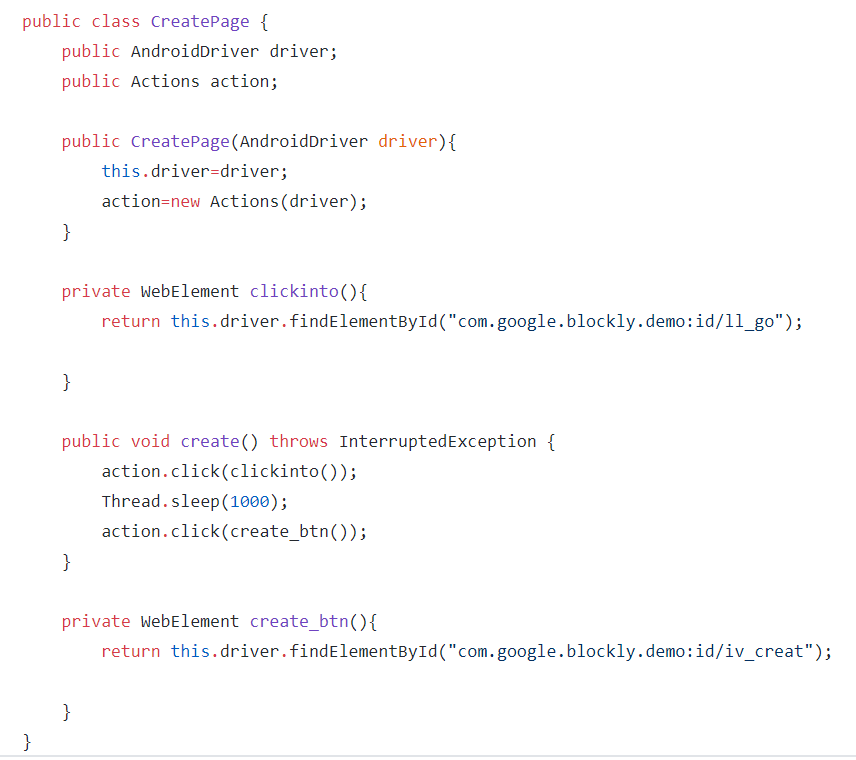 public class CreatePage {
    public AndroidDriver driver;
    public Actions action;

    public CreatePage(AndroidDriver driver){
        this.driver=driver;
        action=new Actions(driver);
    }

    private WebElement clickinto(){
        return this.driver.findElementById("com.google.blockly.demo:id/ll_go");

    }

    public void create() throws InterruptedException {
        action.click(clickinto());
        Thread.sleep(1000);
        action.click(create_btn());
    }

    private WebElement create_btn(){
        return this.driver.findElementById("com.google.blockly.demo:id/iv_creat");

    }
}